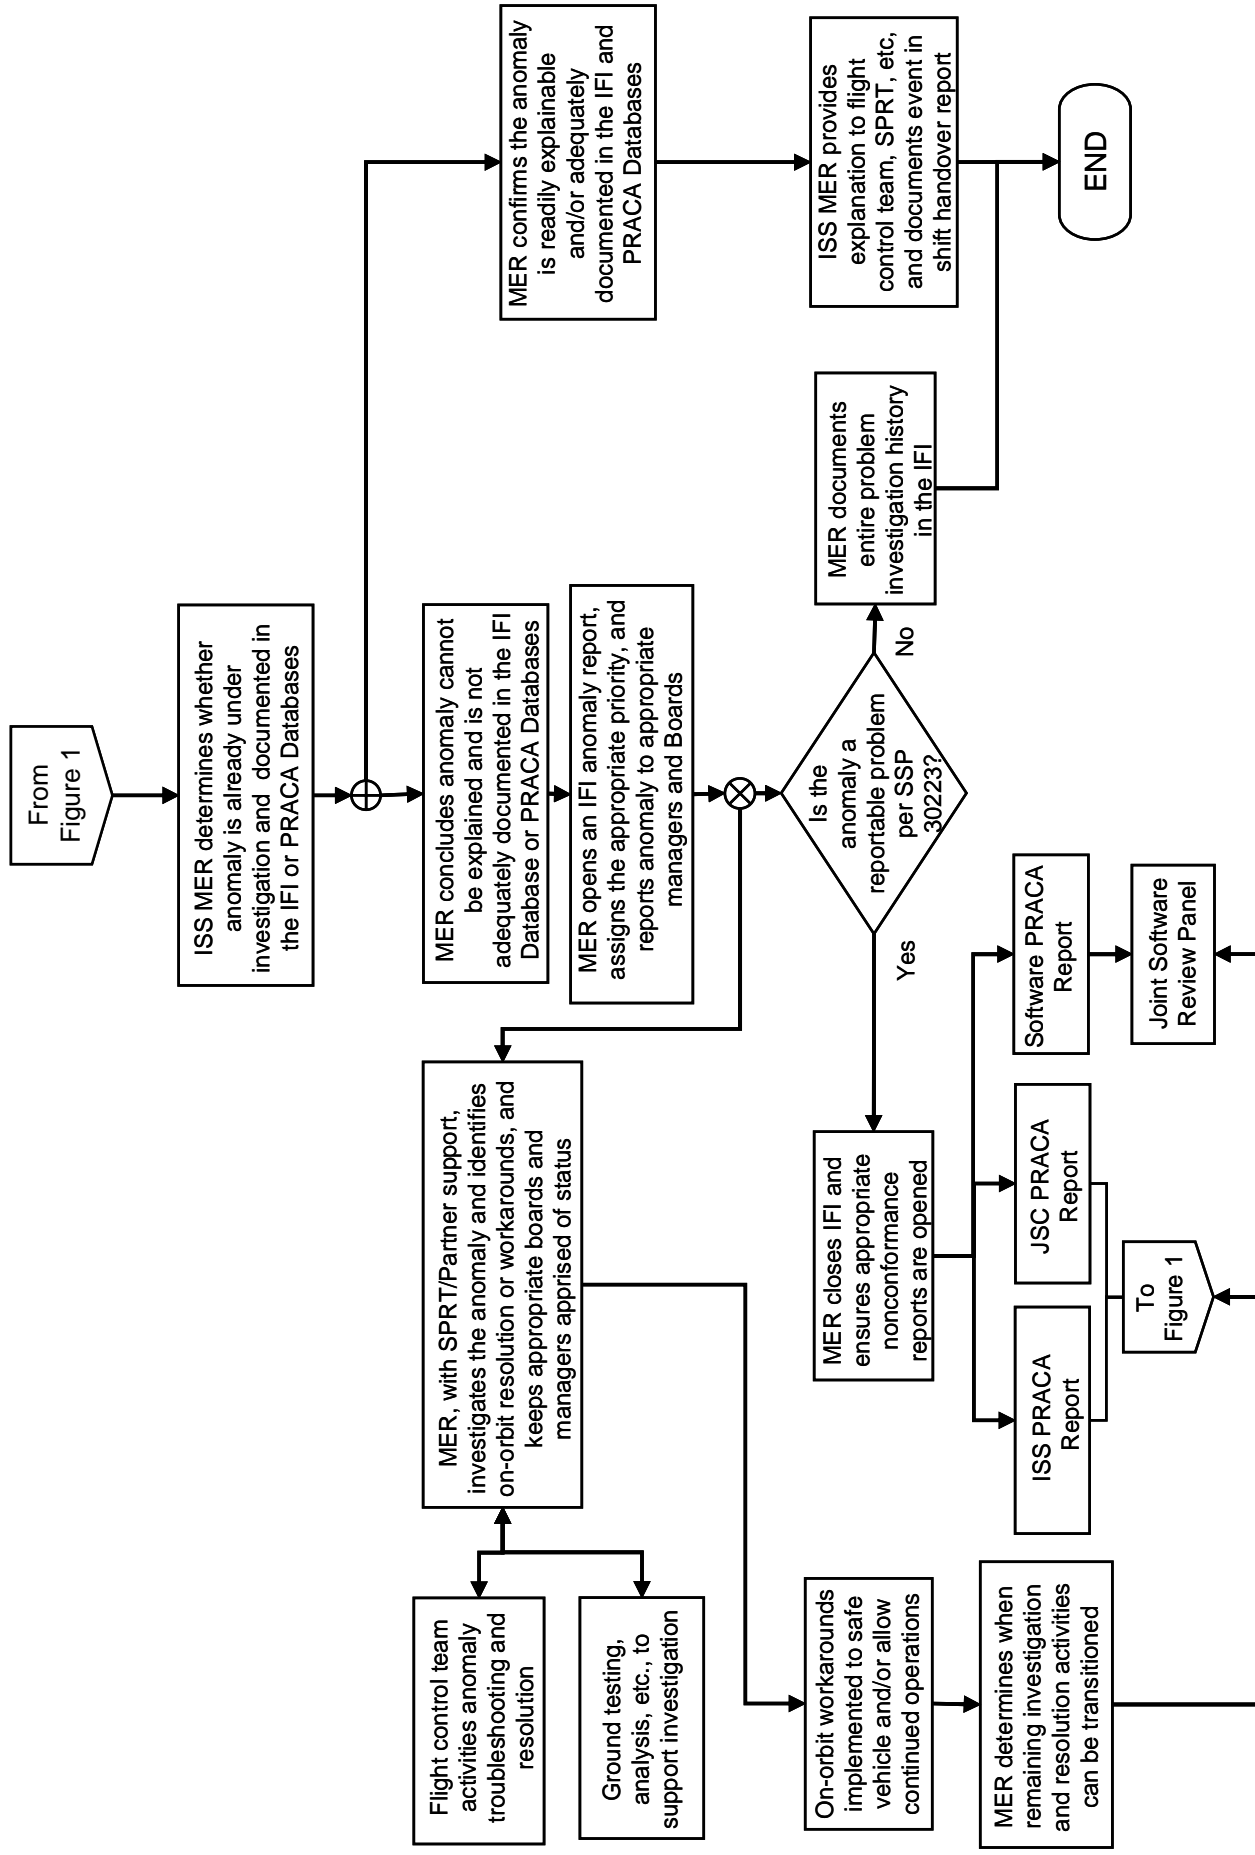 From
Figure 1
ISS MER determines whether
anomaly is already under
investigation and documented in
the IFI or PRACA Databases
MER concludes anomaly cannot
be explained and is not
adequately documented in the IFI
Database or PRACA Databases
MER confirms the anomaly
is readily explainable
and/or adequately
documented in the IFI and
PRACA Databases
MER opens an IFI anomaly report,
assigns the appropriate priority, and
reports anomaly to appropriate
managers and Boards
ISS MER provides
explanation to flight
control team, SPRT, etc,
and documents event in
shift handover report
MER, with SPRT/Partner support,
investigates the anomaly and identifies
on-orbit resolution or workarounds, and
keeps appropriate boards and
managers apprised of status
Flight control team
activities anomaly
troubleshooting and
resolution
Ground testing,
analysis, etc., to
support investigation
Is the
anomaly a
reportable problem
per SSP
30223?
No
Yes
MER documents
entire problem
investigation history
in the IFI
END
MER closes IFI and
ensures appropriate
nonconformance
reports are opened
On-orbit workarounds
implemented to safe
vehicle and/or allow
continued operations
MER determines when
remaining investigation
and resolution activities
can be transitioned
ISS PRACA
Report
JSC PRACA
Report
Software PRACA
Report
To
Figure 1
Joint Software
Review Panel